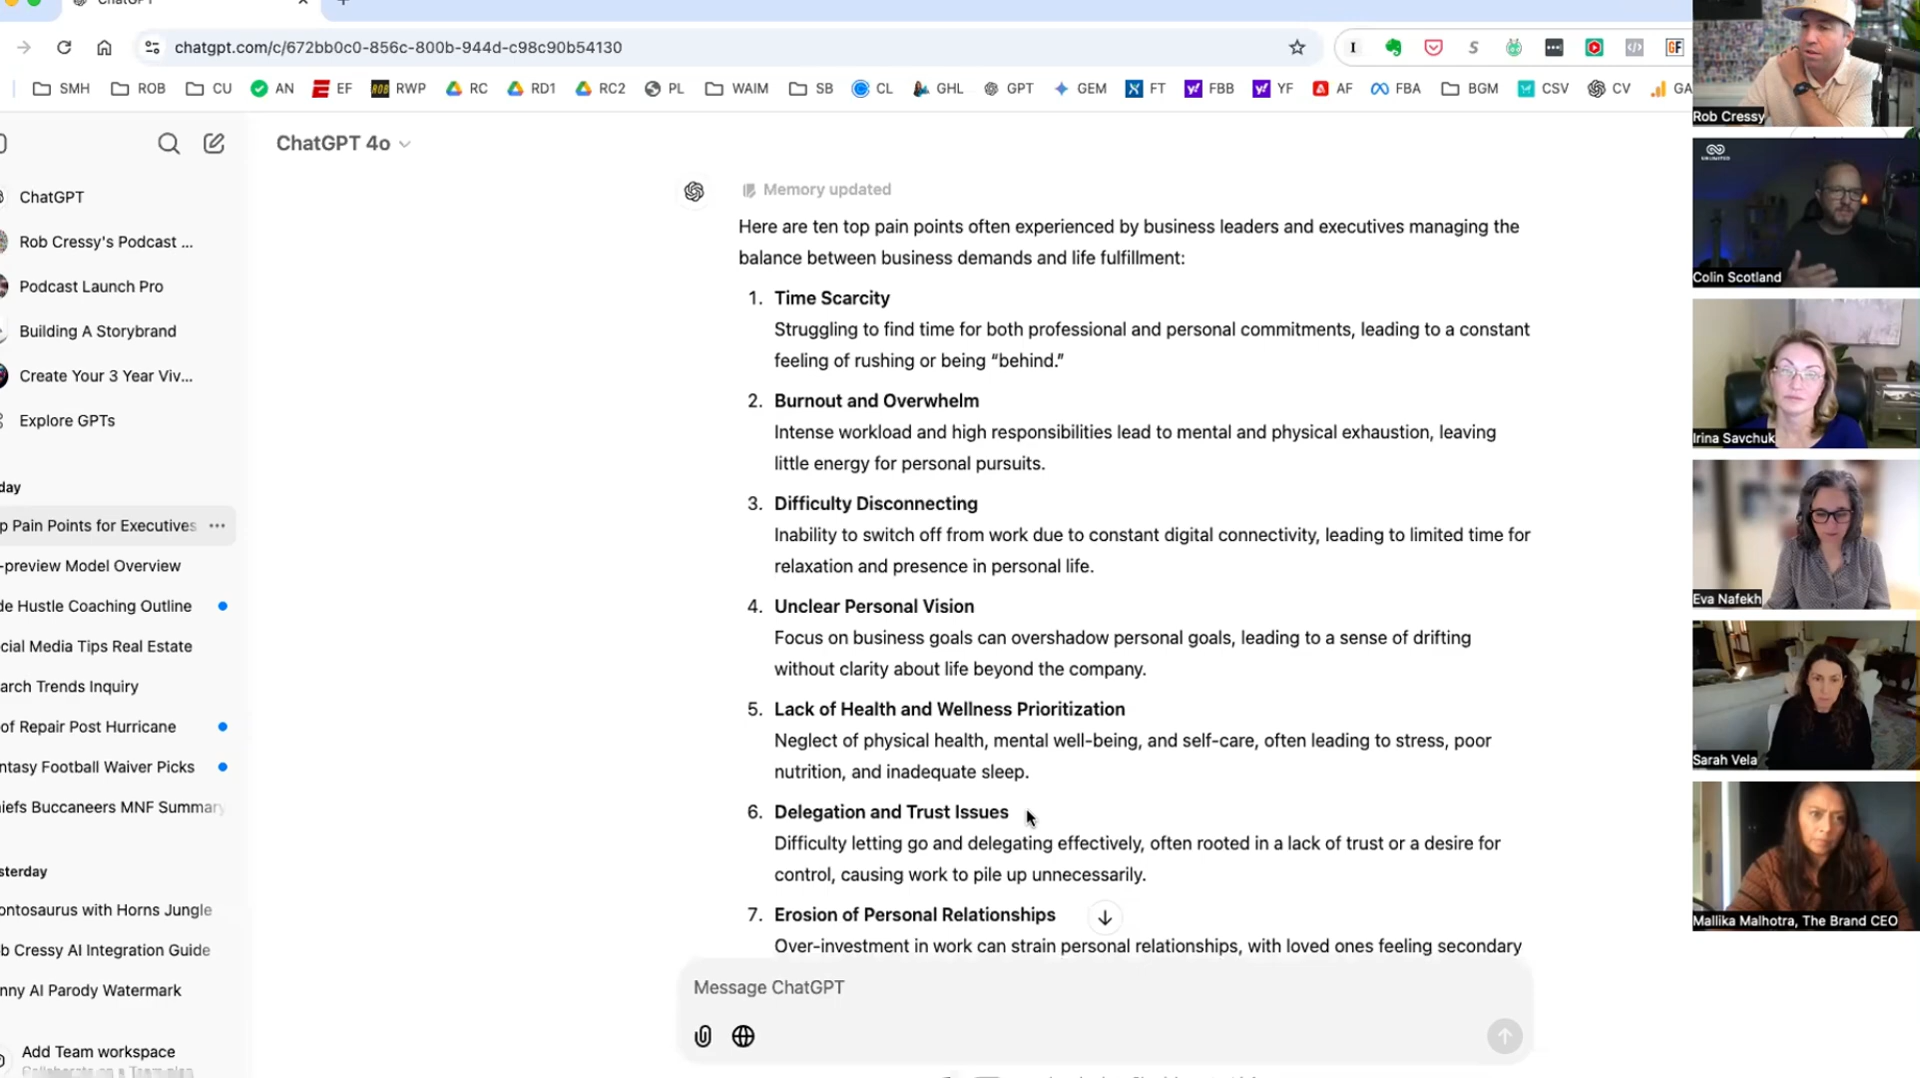 ChatGPT
chatgpt.com/c/672bb0c0-856c-800b-944d-c98c90b54130
SMH ROB CU AN EF RWP RC RD1 RC2 PL WAIM SB CL GHL GPT GEM FT FBB YF AF FBA BGM CSV CV GA
ChatGPT 4o
ChatGPT
Rob Cressy's Podcast ...
Podcast Launch Pro
Building A Storybrand
Create Your 3 Year Viv...
Explore GPTs
day
p Pain Points for Executives ...
-preview Model Overview
de Hustle Coaching Outline
cial Media Tips Real Estate
arch Trends Inquiry
of Repair Post Hurricane
ntasy Football Waiver Picks
iefs Buccaneers MNF Summary
sterday
ontosaurus with Horns Jungle
b Cressy AI Integration Guide
nny AI Parody Watermark
Add Team workspace
Memory updated
Here are ten top pain points often experienced by business leaders and executives managing the
balance between business demands and life fulfillment:
1. Time Scarcity
Struggling to find time for both professional and personal commitments, leading to a constant
feeling of rushing or being “behind.”
2. Burnout and Overwhelm
Intense workload and high responsibilities lead to mental and physical exhaustion, leaving
little energy for personal pursuits.
3. Difficulty Disconnecting
Inability to switch off from work due to constant digital connectivity, leading to limited time for
relaxation and presence in personal life.
4. Unclear Personal Vision
Focus on business goals can overshadow personal goals, leading to a sense of drifting
without clarity about life beyond the company.
5. Lack of Health and Wellness Prioritization
Neglect of physical health, mental well-being, and self-care, often leading to stress, poor
nutrition, and inadequate sleep.
6. Delegation and Trust Issues
Difficulty letting go and delegating effectively, often rooted in a lack of trust or a desire for
control, causing work to pile up unnecessarily.
7. Erosion of Personal Relationships
Over-investment in work can strain personal relationships, with loved ones feeling secondary
Message ChatGPT
Rob Cressy
UNLIMITED
Colin Scotland
Irina Savchuk
Eva Nafekh
Sarah Vela
Mallika Malhotra, The Brand CEO